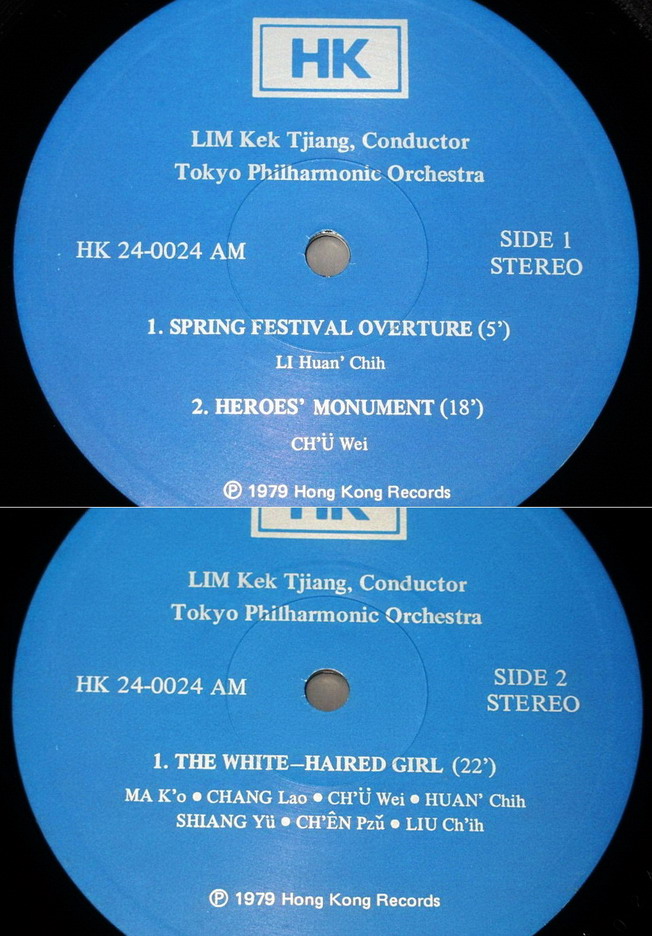 HK
LIM Kek Tjiang, Conductor
Tokyo Philharmonic Orchestra
HK 24-0024 AM
SIDE 1
STEREO
1. SPRING FESTIVAL OVERTURE (5’)
LI Huan’ Chih
2. HEROES’ MONUMENT (18’)
CH’Ü Wei
Ⓟ 1979 Hong Kong Records
HK
LIM Kek Tjiang, Conductor
Tokyo Philharmonic Orchestra
HK 24-0024 AM
SIDE 2
STEREO
1. THE WHITE–HAIRED GIRL (22’)
MA K’o ● CHANG Lao ● CH’Ü Wei ● HUAN’ Chih
SHIANG Yü ● CH’ÊN Pzǔ ● LIU Ch’ih
Ⓟ 1979 Hong Kong Records